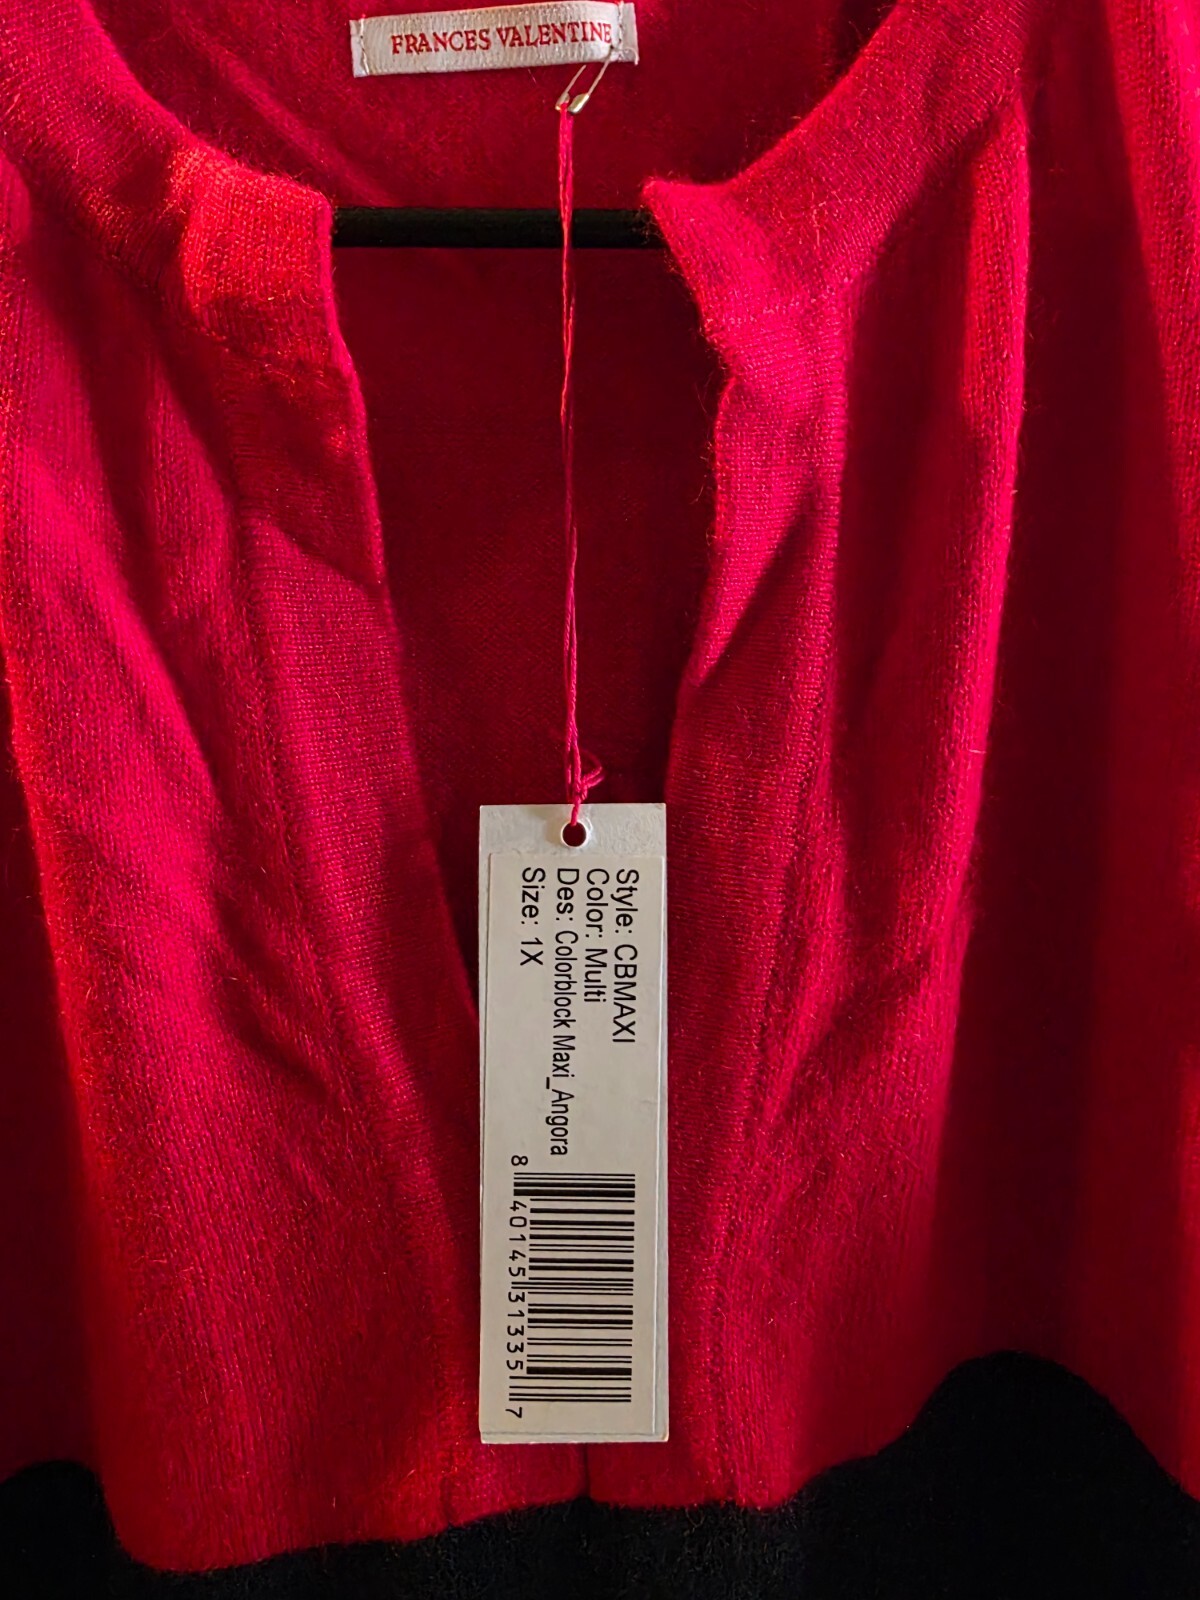 FRANCES VALENTINE
Style: CBMAXI
Color: Multi
Des: Colorblock Maxi_Angora
Size: 1X
8 40145 31335 7